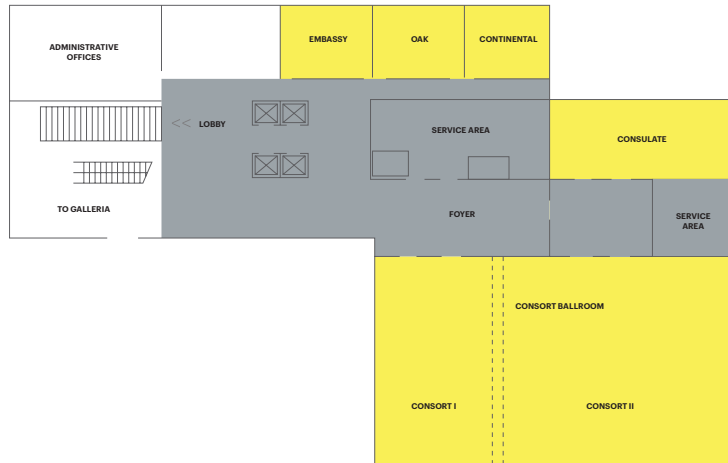 EMBASSY
OAK
CONTINENTAL
ADMINISTRATIVE
OFFICES
<< LOBBY
SERVICE AREA
CONSULATE
TO GALLERIA
FOYER
SERVICE
AREA
CONSORT BALLROOM
CONSORT I
CONSORT II